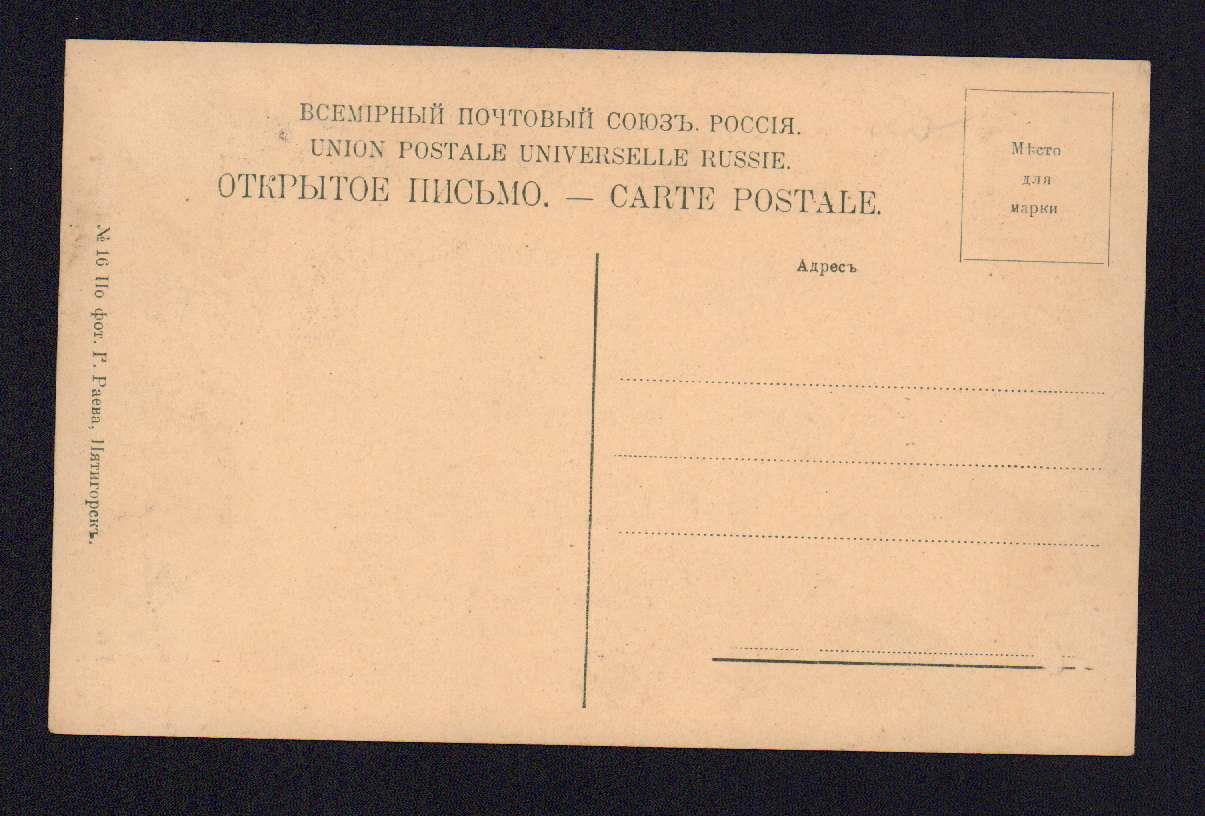 ВСЕМІРНЫЙ ПОЧТОВЫЙ СОЮЗЪ. РОССІЯ.
UNION POSTALE UNIVERSELLE RUSSIE.
ОТКРЫТОЕ ПИСЬМО. — CARTE POSTALE.
Мѣсто
для
марки
Адресъ
№ 16 По фот. Г. Раева, Пятигорскъ.